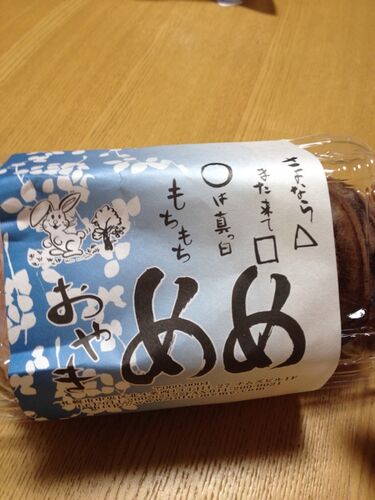 さよなら△
また来て□
○は真っ白
もちもち
めめ
おやき